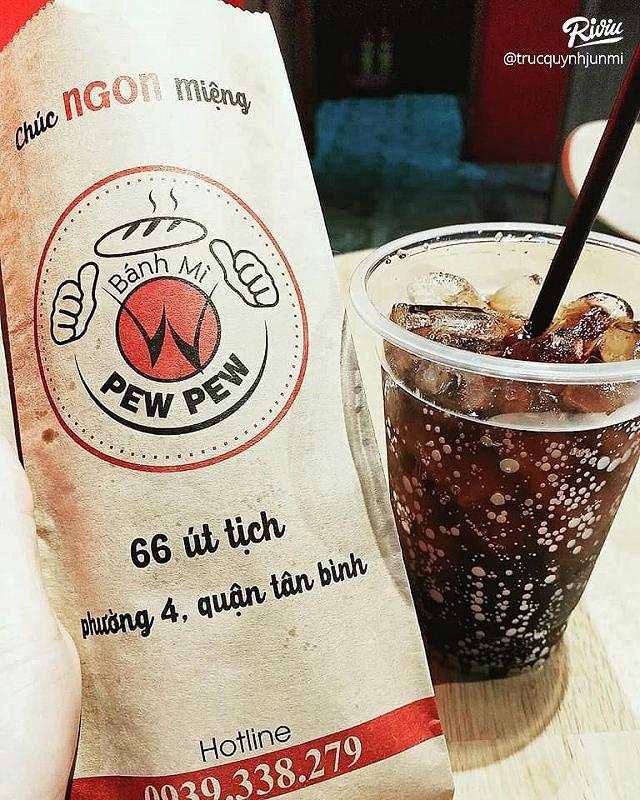 Riviu
@trucquynhjunmi
Chúc NGON Miệng
Bánh Mì
PEW PEW
66 út tịch
phường 4, quận tân bình
Hotline
0939.338.279